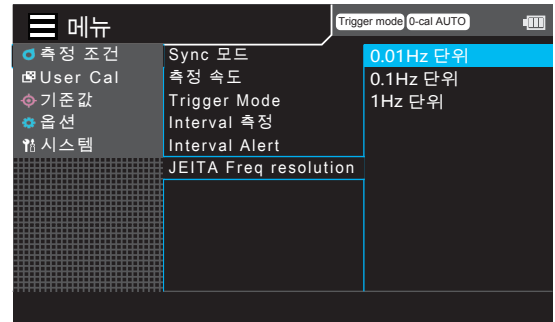 메뉴
Trigger mode 0-cal AUTO
측정 조건
User Cal
기준값
옵션
시스템
Sync 모드
측정 속도
Trigger Mode
Interval 측정
Interval Alert
JEITA Freq resolution
0.01Hz 단위
0.1Hz 단위
1Hz 단위